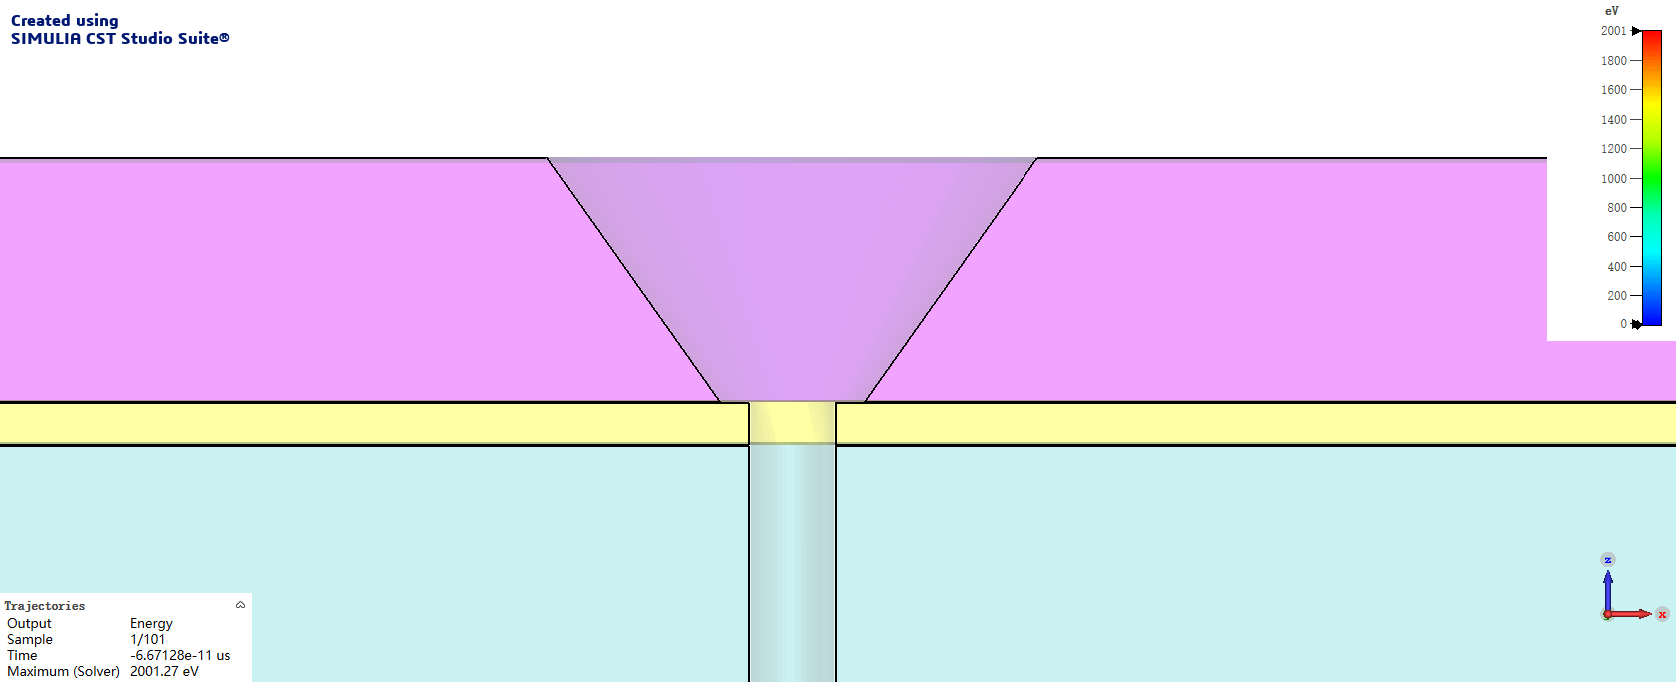 Created using
SIMULIA CST Studio Suite®
eV
2001
1800
1600
1400
1200
1000
800
600
400
200
0
z
x
Trajectories
Output Energy
Sample 1/101
Time -6.67128e-11 us
Maximum (Solver) 2001.27 eV